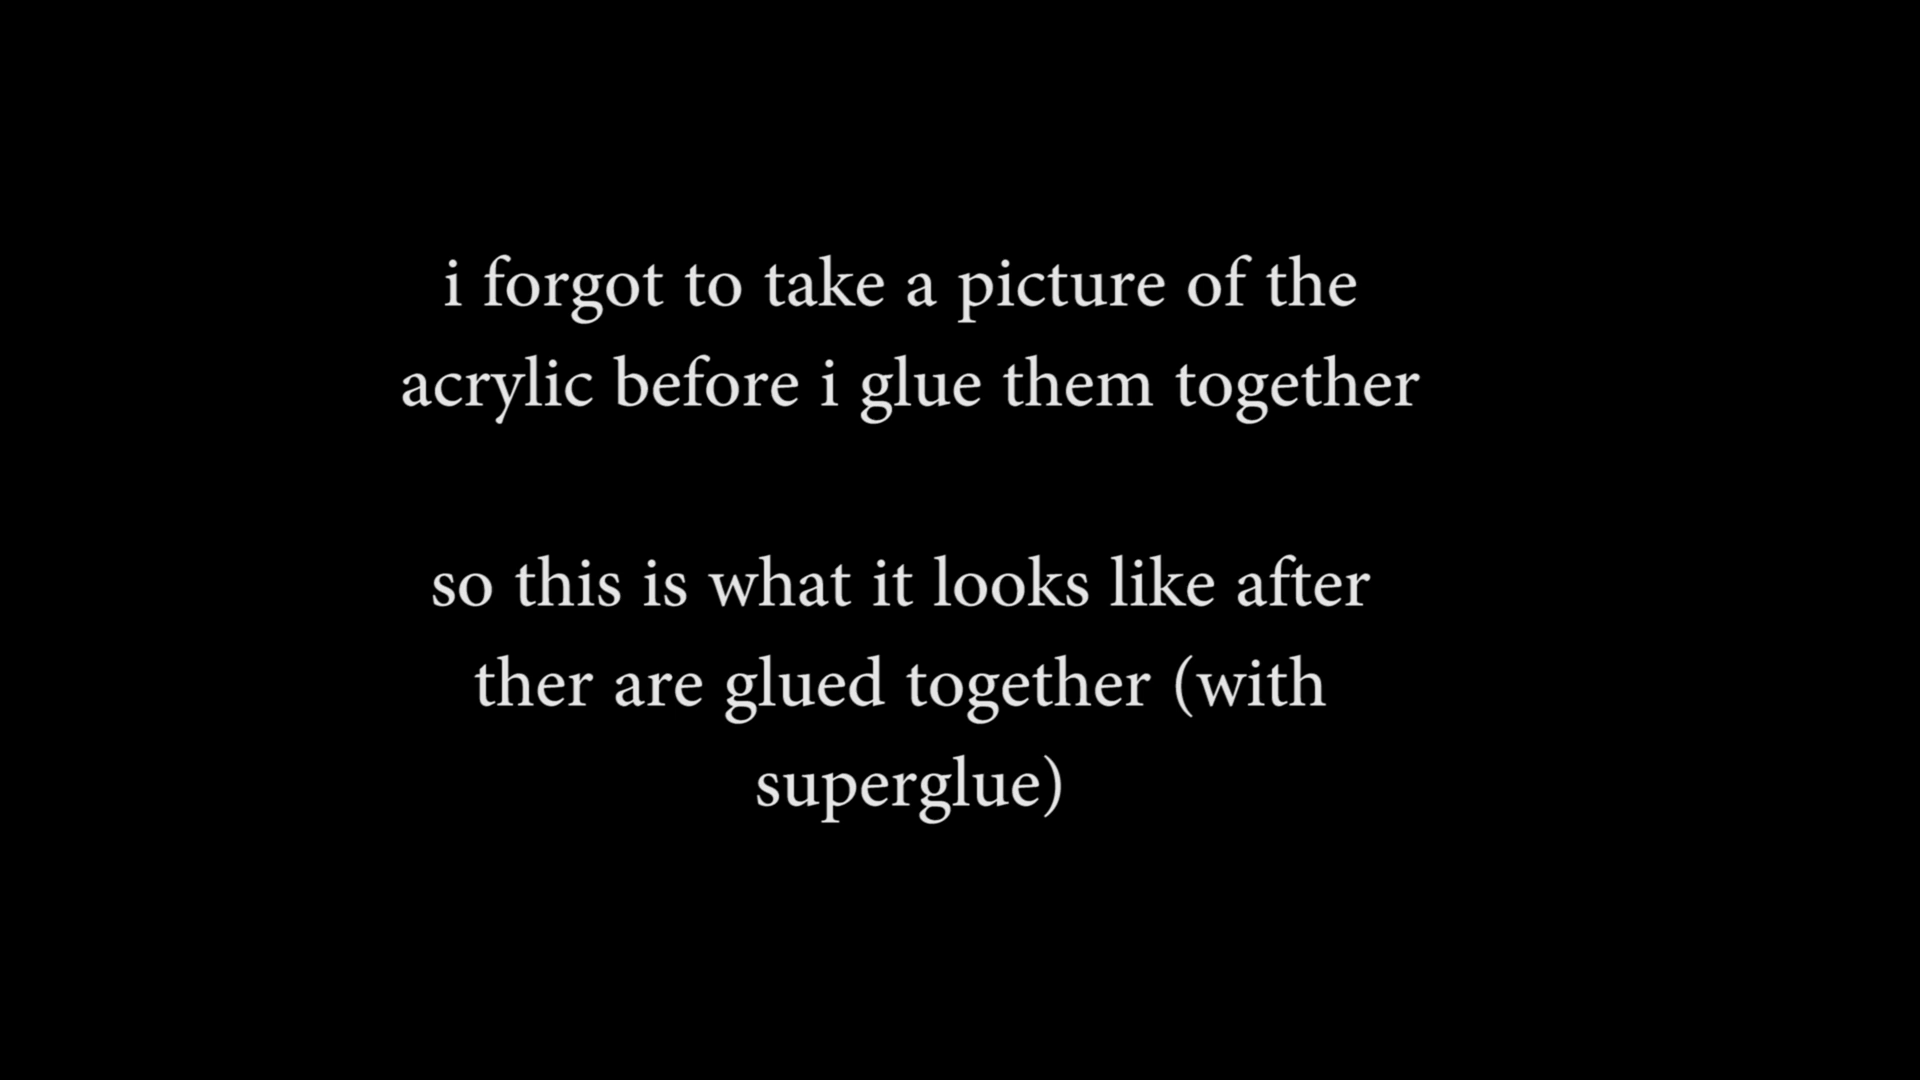 i forgot to take a picture of the
acrylic before i glue them together
so this is what it looks like after
ther are glued together (with
superglue)